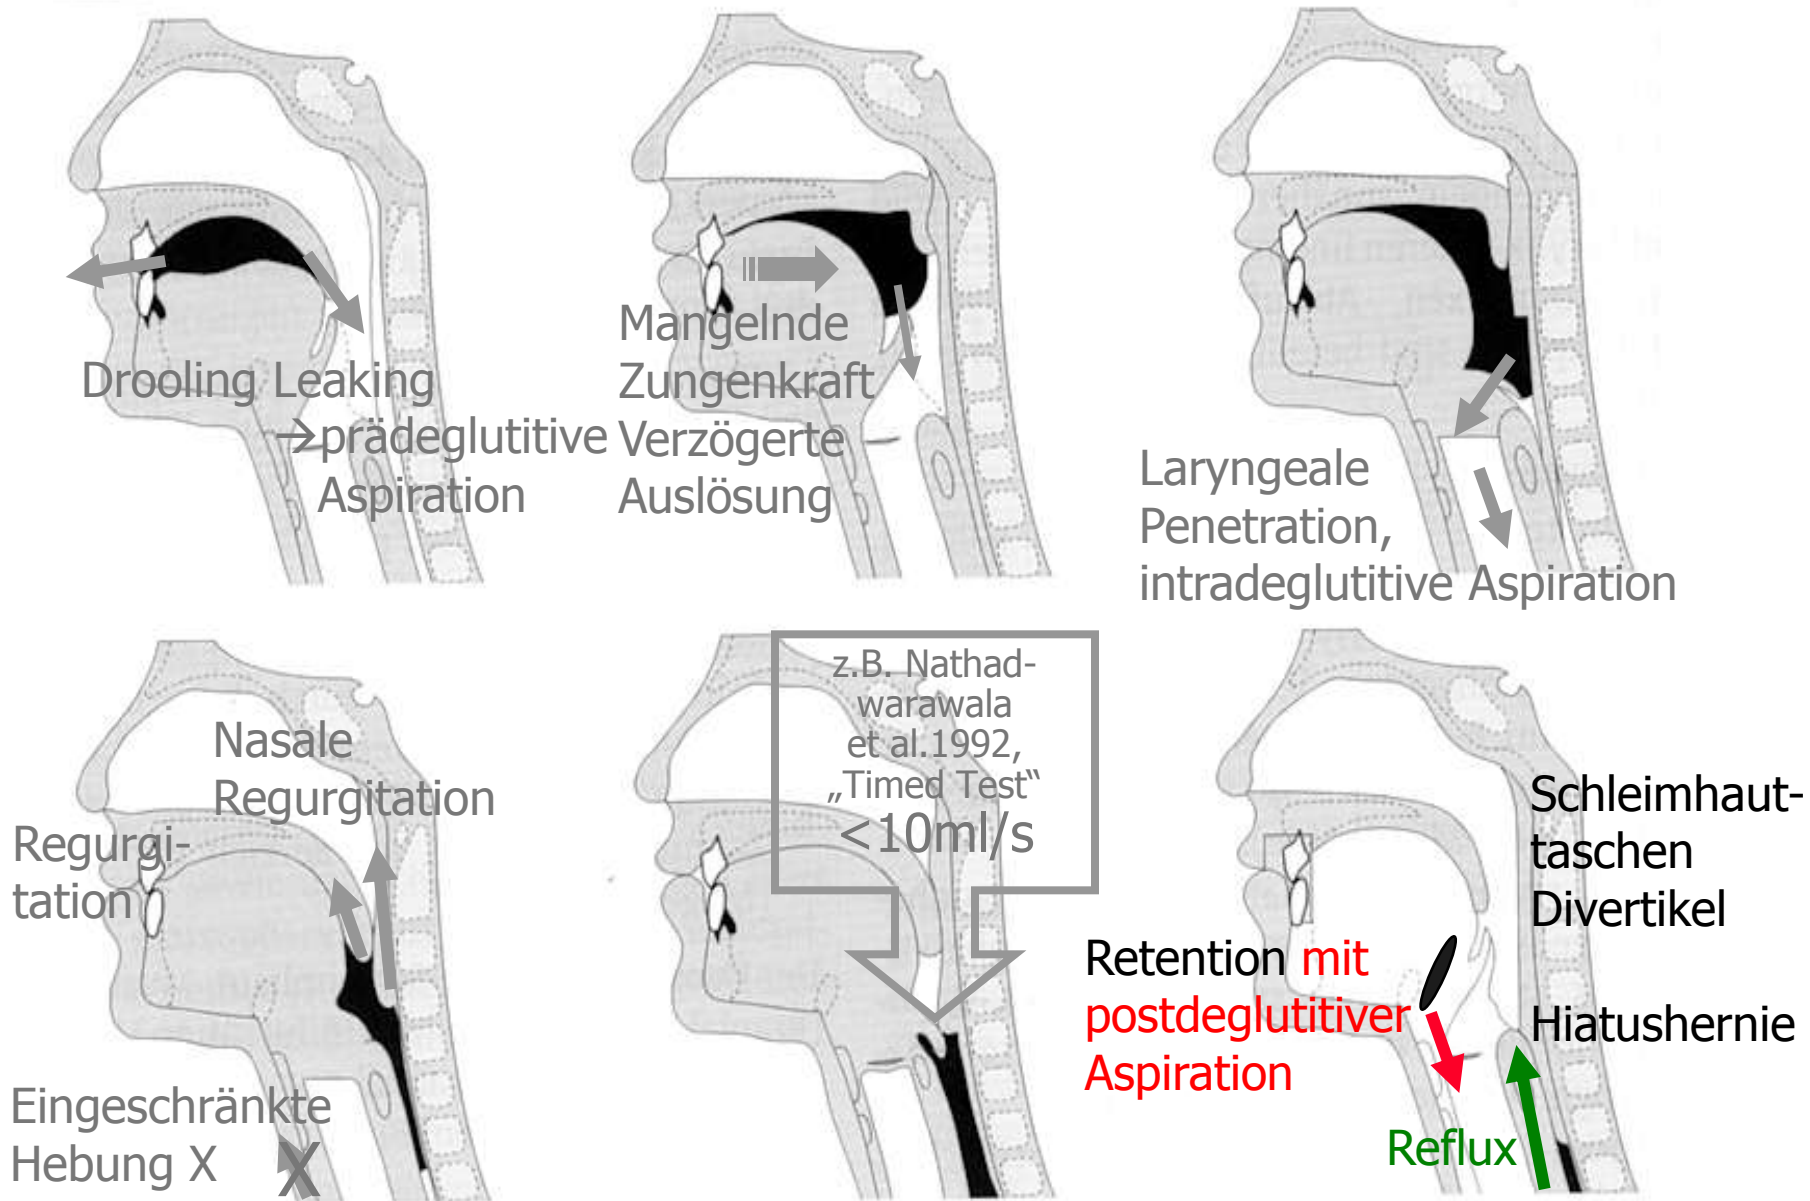 Drooling Leaking
→prädeglutitive
Aspiration
Mangelnde
Zungenkraft
Verzögerte
Auslösung
Laryngeale
Penetration,
intradeglutitive Aspiration
Nasale
Regurgitation
Regurgi-
tation
Eingeschränkte
Hebung X X
z.B. Nathad-
warawala
et al.1992,
„Timed Test“
<10ml/s
Retention mit
postdeglutitiver
Aspiration
Schleimhaut-
taschen
Divertikel
Hiatushernie
Reflux